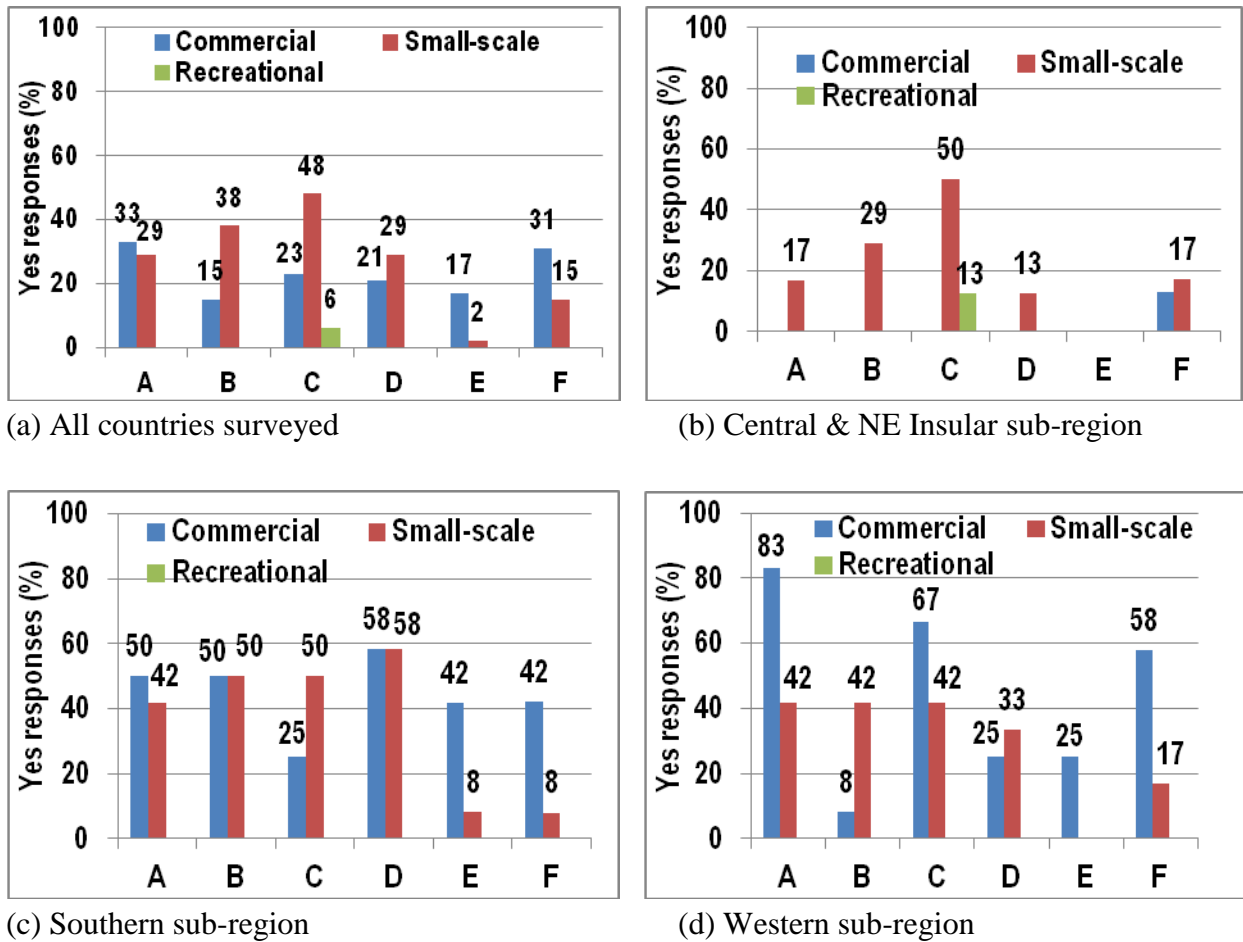 100
80
60
40
20
0
Yes responses (%)
Commercial Small-scale
Recreational
33 29 15 38 23 48 6 21 29 17 2 31 15
A B C D E F
(a) All countries surveyed
100
80
60
40
20
0
Yes responses (%)
Commercial Small-scale
Recreational
17 29 50 13 13 17
A B C D E F
(b) Central & NE Insular sub-region
100
80
60
40
20
0
Yes responses (%)
Commercial Small-scale
Recreational
50 42 50 50 25 50 58 58 42 8 42 8
A B C D E F
(c) Southern sub-region
100
80
60
40
20
0
Yes responses (%)
Commercial Small-scale
Recreational
83 42 8 42 67 42 25 33 25 58 17
A B C D E F
(d) Western sub-region